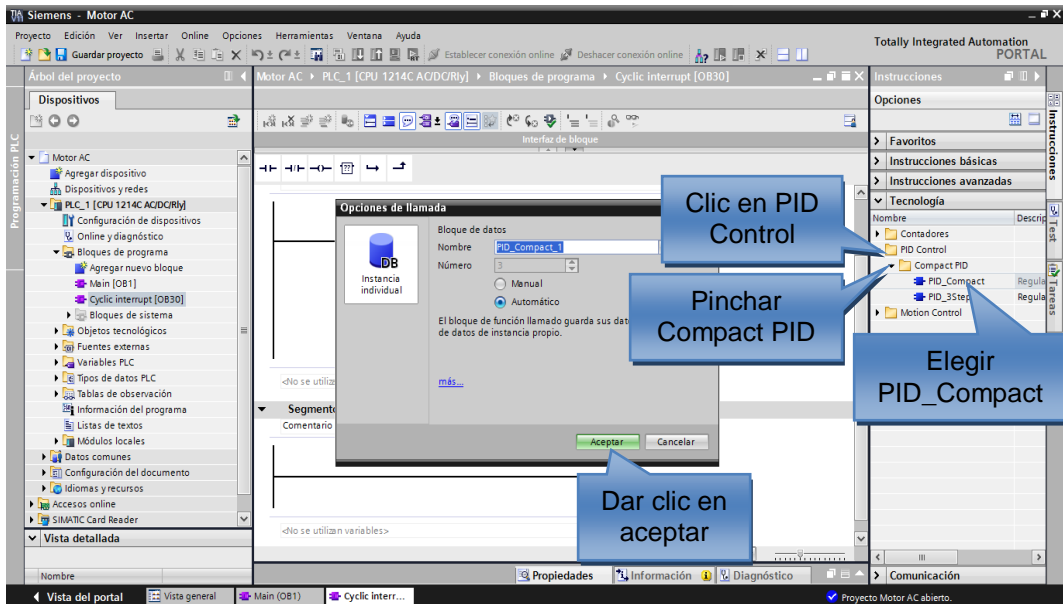 Siemens - Motor AC
Proyecto Edición Ver Insertar Online Opciones Herramientas Ventana Ayuda
Guardar proyecto
Establecer conexión online
Deshacer conexión online
Totally Integrated Automation
PORTAL
Árbol del proyecto
Motor AC PLC_1 [CPU 1214C AC/DC/Rly] Bloques de programa Cyclic interrupt [OB30]
Instrucciones
Dispositivos
Opciones
Programación PLC
Interfaz de bloque
Motor AC
Agregar dispositivo
Dispositivos y redes
PLC_1 [CPU 1214C AC/DC/Rly]
Configuración de dispositivos
Online y diagnóstico
Bloques de programa
Agregar nuevo bloque
Main [OB1]
Cyclic interrupt [OB30]
Bloques de sistema
Objetos tecnológicos
Fuentes externas
Variables PLC
Tipos de datos PLC
Tablas de observación
Información del programa
Listas de textos
Módulos locales
Datos comunes
Configuración del documento
Idiomas y recursos
Accesos online
SIMATIC Card Reader
Vista detallada
Nombre
Opciones de llamada
DB
Instancia
individual
Bloque de datos
Nombre PID_Compact_1
Número 3
Manual
Automático
El bloque de función llamado guarda sus dat
de datos de instancia propio.
más...
Aceptar Cancelar
<No se utiliz
Segment
Comentario
<No se utilizan variables>
Clic en PID
Control
Pinchar
Compact PID
Elegir
PID_Compact
Dar clic en
aceptar
Favoritos
Instrucciones básicas
Instrucciones avanzadas
Tecnología
Nombre Descrip
Contadores
PID Control
Compact PID
PID_Compact Regula
PID_3Step Regula
Motion Control
Comunicación
Instrucciones
Test
Tareas
Propiedades
Información
Diagnóstico
Vista del portal
Vista general
Main (OB1)
Cyclic interr...
Proyecto Motor AC abierto.